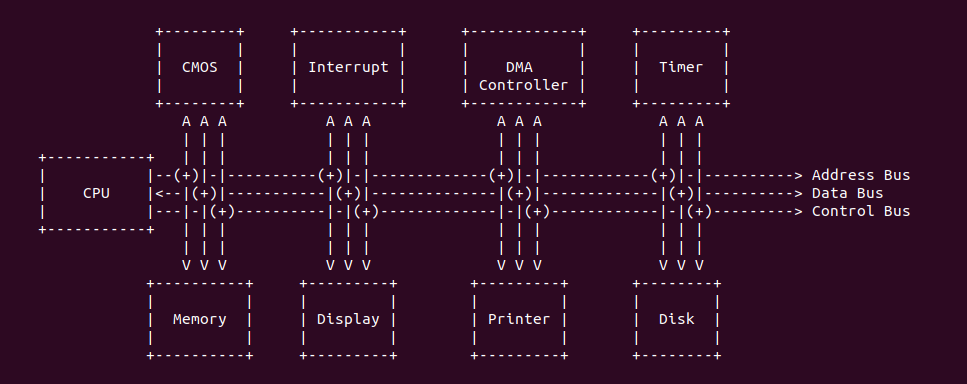 CMOS Interrupt DMA Timer
Controller
Address Bus
CPU Data Bus
Control Bus
Memory Display Printer Disk